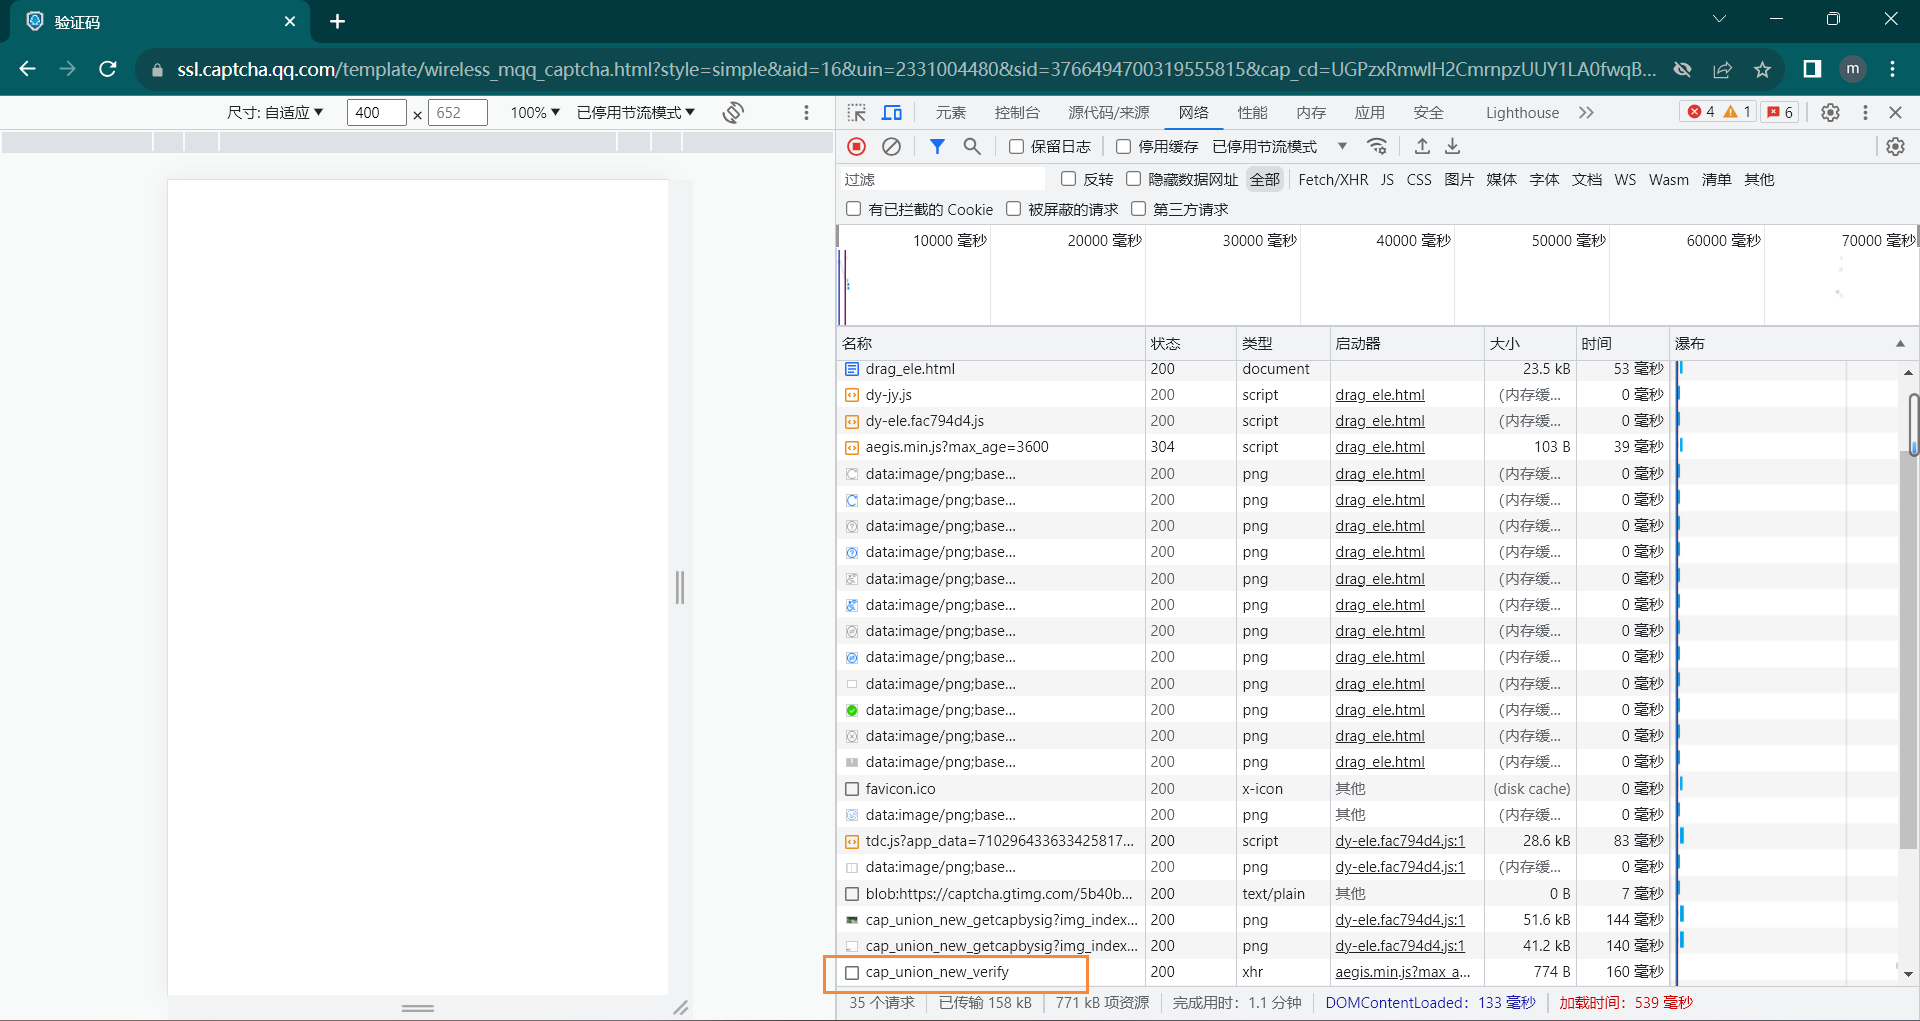 验证码
ssl.captcha.qq.com/template/wireless_mqq_captcha.html?style=simple&aid=16&uin=2331004480&sid=3766494700319555815&cap_cd=UGPzxRmwlH2CmrnpzUUY1LA0fwqB... m
尺寸: 自适应 400 × 652 100% 已停用节流模式
元素 控制台 源代码/来源 网络 性能 内存 应用 安全 Lighthouse 4 1 6
保留日志 停用缓存 已停用节流模式
过滤 反转 隐藏数据网址 全部 Fetch/XHR JS CSS 图片 媒体 字体 文档 WS Wasm 清单 其他
有已拦截的 Cookie 被屏蔽的请求 第三方请求
10000 毫秒 20000 毫秒 30000 毫秒 40000 毫秒 50000 毫秒 60000 毫秒 70000 毫秒
名称 状态 类型 启动器 大小 时间 瀑布
drag_ele.html 200 document 23.5 kB 53 毫秒
dy-jy.js 200 script drag_ele.html (内存缓... 0 毫秒
dy-ele.fac794d4.js 200 script drag_ele.html (内存缓... 0 毫秒
aegis.min.js?max_age=3600 304 script drag_ele.html 103 B 39 毫秒
data:image/png;base... 200 png drag_ele.html (内存缓... 0 毫秒
data:image/png;base... 200 png drag_ele.html (内存缓... 0 毫秒
data:image/png;base... 200 png drag_ele.html (内存缓... 0 毫秒
data:image/png;base... 200 png drag_ele.html (内存缓... 0 毫秒
data:image/png;base... 200 png drag_ele.html (内存缓... 0 毫秒
data:image/png;base... 200 png drag_ele.html (内存缓... 0 毫秒
data:image/png;base... 200 png drag_ele.html (内存缓... 0 毫秒
data:image/png;base... 200 png drag_ele.html (内存缓... 0 毫秒
data:image/png;base... 200 png drag_ele.html (内存缓... 0 毫秒
data:image/png;base... 200 png drag_ele.html (内存缓... 0 毫秒
data:image/png;base... 200 png drag_ele.html (内存缓... 0 毫秒
data:image/png;base... 200 png drag_ele.html (内存缓... 0 毫秒
favicon.ico 200 x-icon 其他 (disk cache) 0 毫秒
data:image/png;base... 200 png 其他 (内存缓... 0 毫秒
tdc.js?app_data=710296433633425817... 200 script dy-ele.fac794d4.js:1 28.6 kB 83 毫秒
data:image/png;base... 200 png dy-ele.fac794d4.js:1 (内存缓... 0 毫秒
blob:https://captcha.gtimg.com/5b40b... 200 text/plain 其他 0 B 7 毫秒
cap_union_new_getcapbysig?img_index... 200 png dy-ele.fac794d4.js:1 51.6 kB 144 毫秒
cap_union_new_getcapbysig?img_index... 200 png dy-ele.fac794d4.js:1 41.2 kB 140 毫秒
cap_union_new_verify 200 xhr aegis.min.js?max_a... 774 B 160 毫秒
35 个请求 已传输 158 kB 771 kB 项资源 完成用时: 1.1 分钟 DOMContentLoaded: 133 毫秒 加载时间: 539 毫秒